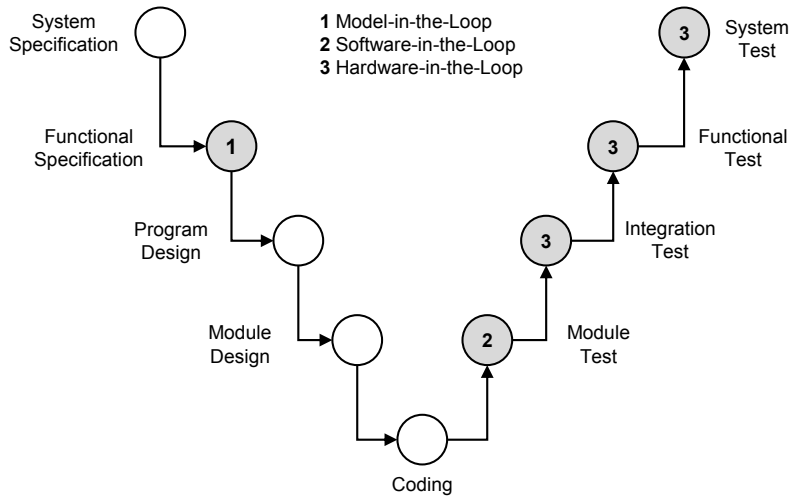 System
Specification
1 Model-in-the-Loop
2 Software-in-the-Loop
3 Hardware-in-the-Loop
3
System
Test
Functional
Specification
1
3
Functional
Test
Program
Design
3
Integration
Test
Module
Design
2
Module
Test
Coding